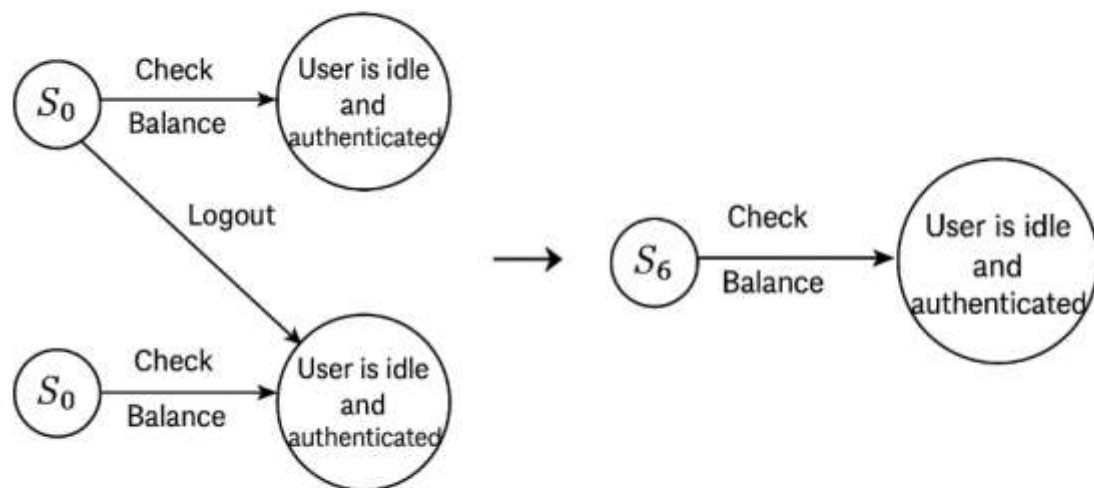 S₀
Check
Balance
User is idle
and
authenticated
Logout
S₀
Check
Balance
User is idle
and
authenticated
S₆
Check
Balance
User is idle
and
authenticated